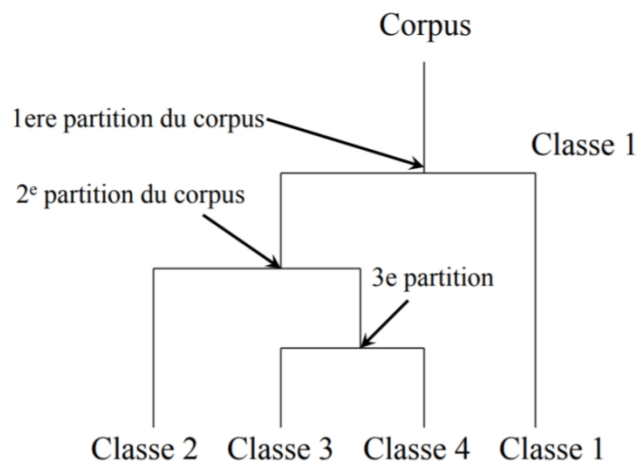 Corpus
1ere partition du corpus
Classe 1
2e partition du corpus
3e partition
Classe 2 Classe 3 Classe 4 Classe 1